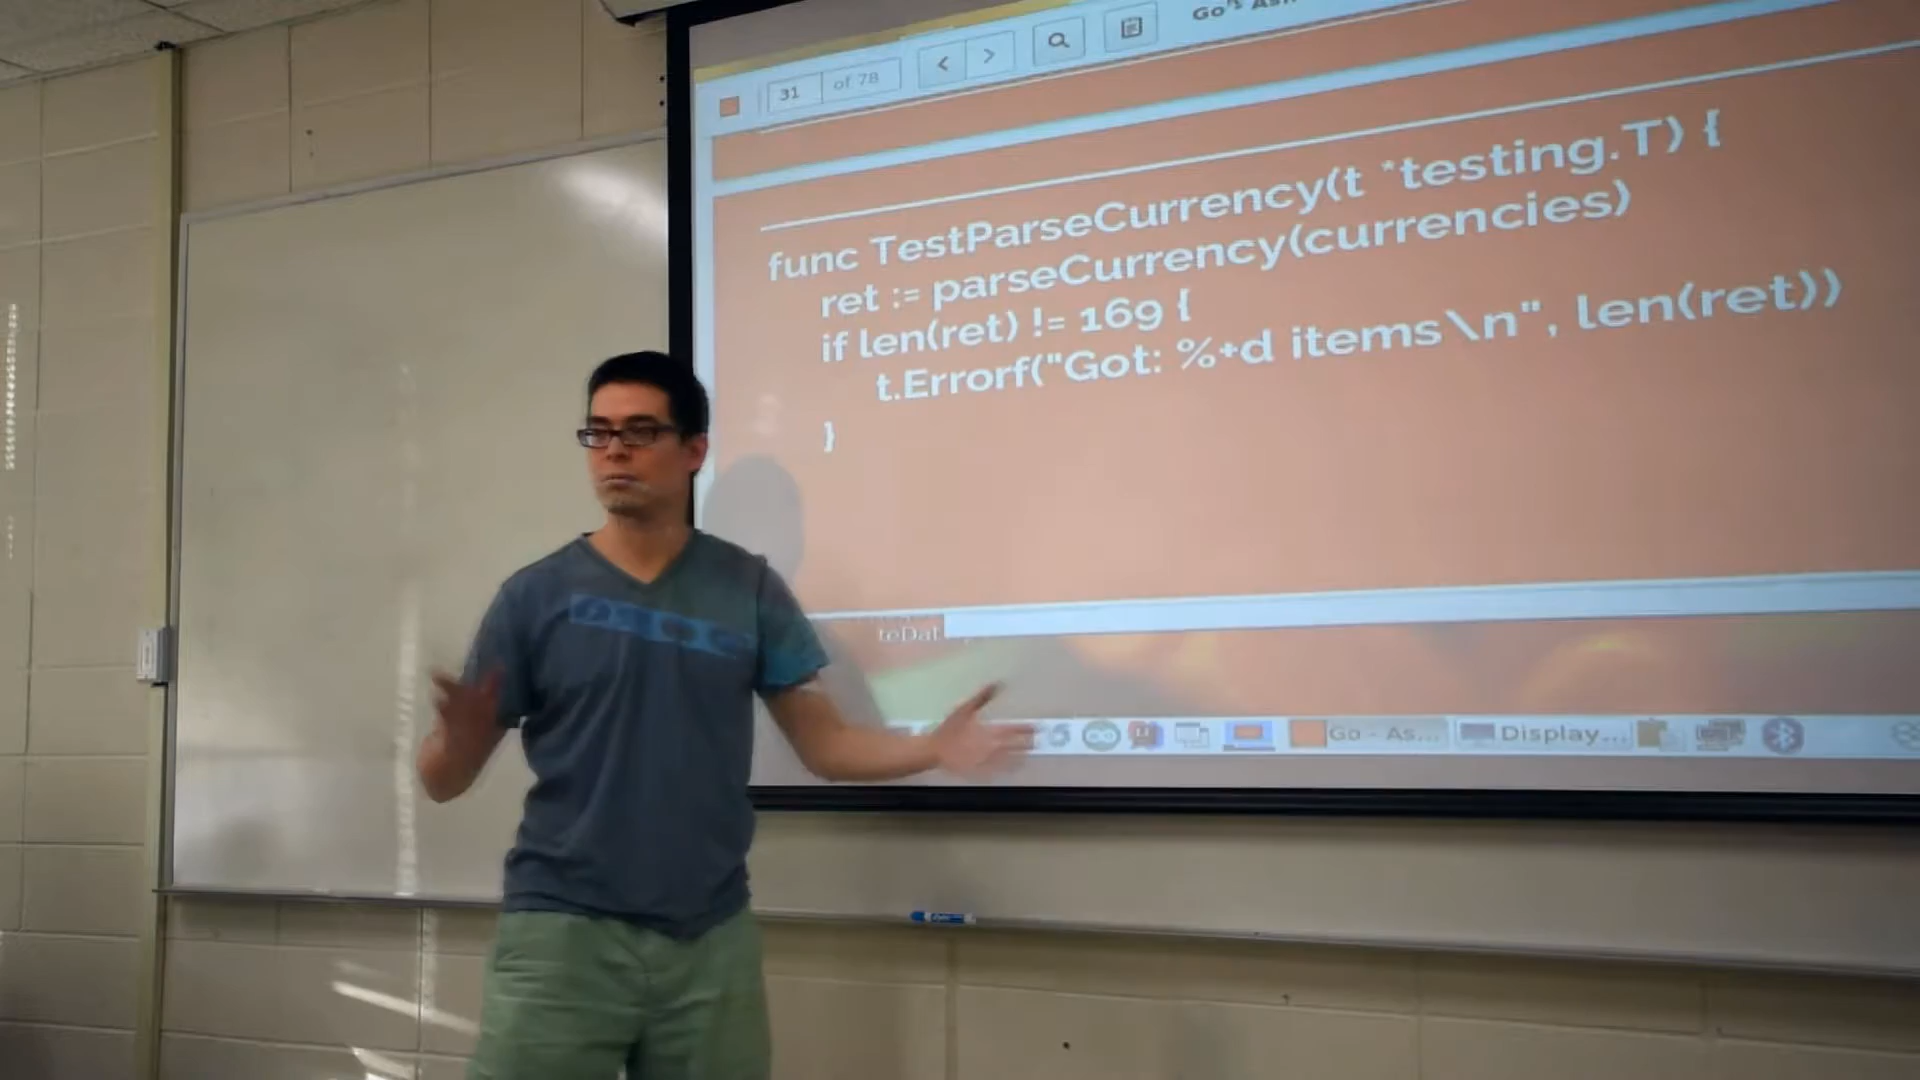 31 of 78
func TestParseCurrency(t *testing.T) {
ret := parseCurrency(currencies)
if len(ret) != 169 {
t.Errorf("Got: %+d items\n", len(ret))
}
teDat
Go - As... Display...